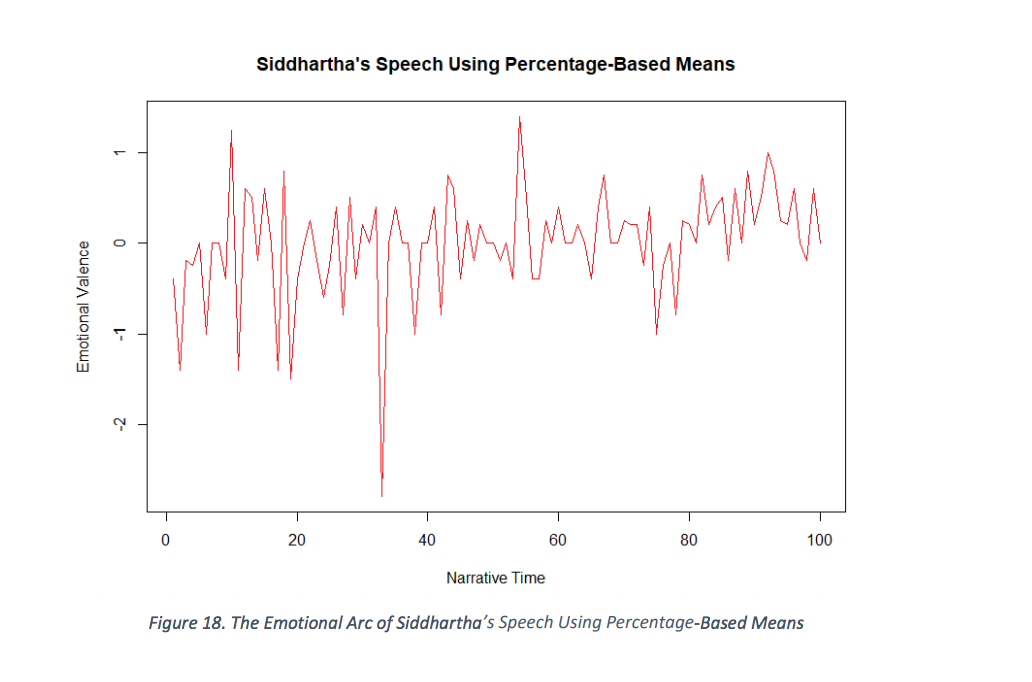 Siddhartha's Speech Using Percentage-Based Means
Emotional Valence
1
0
-1
-2
0 20 40 60 80 100
Narrative Time
Figure 18. The Emotional Arc of Siddhartha’s Speech Using Percentage-Based Means